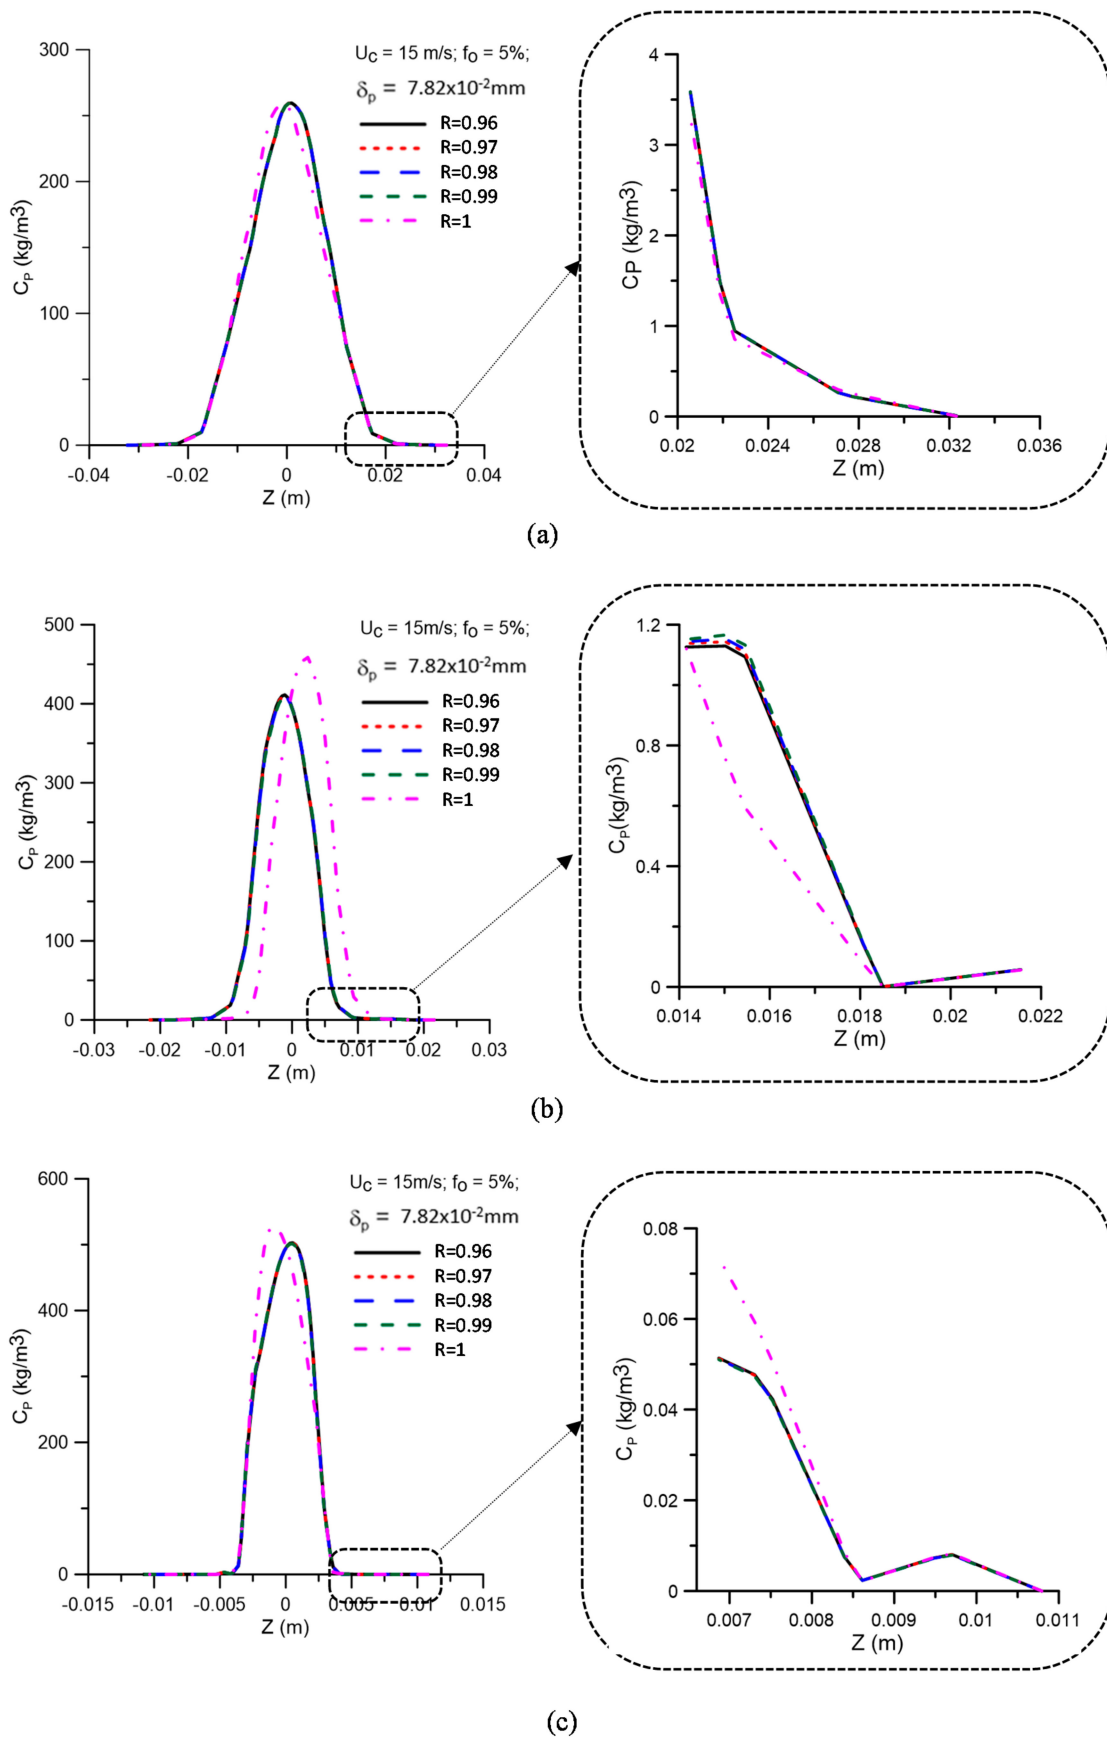 300
200
100
0
-0.04
-0.02
0
0.02
0.04
Z (m)
C_P (kg/m3)
U_C = 15 m/s; f_O = 5%;
δ_p = 7.82x10^-2mm
R=0.96
R=0.97
R=0.98
R=0.99
R=1
4
3
2
1
0
0.02
0.024
0.028
0.032
0.036
Z (m)
CP (kg/m3)
(a)
500
400
300
200
100
0
-0.03
-0.02
-0.01
0
0.01
0.02
0.03
Z (m)
C_P (kg/m3)
U_C = 15m/s; f_O = 5%;
δ_p = 7.82x10^-2mm
R=0.96
R=0.97
R=0.98
R=0.99
R=1
1.2
0.8
0.4
0
0.014
0.016
0.018
0.02
0.022
Z (m)
C_P(kg/m3)
(b)
600
400
200
0
-0.015
-0.01
-0.005
0
0.005
0.01
0.015
Z (m)
C_P (kg/m3)
U_C = 15m/s; f_O = 5%;
δ_p = 7.82x10^-2mm
R=0.96
R=0.97
R=0.98
R=0.99
R=1
0.08
0.06
0.04
0.02
0
0.007
0.008
0.009
0.01
0.011
Z (m)
C_P (kg/m3)
(c)